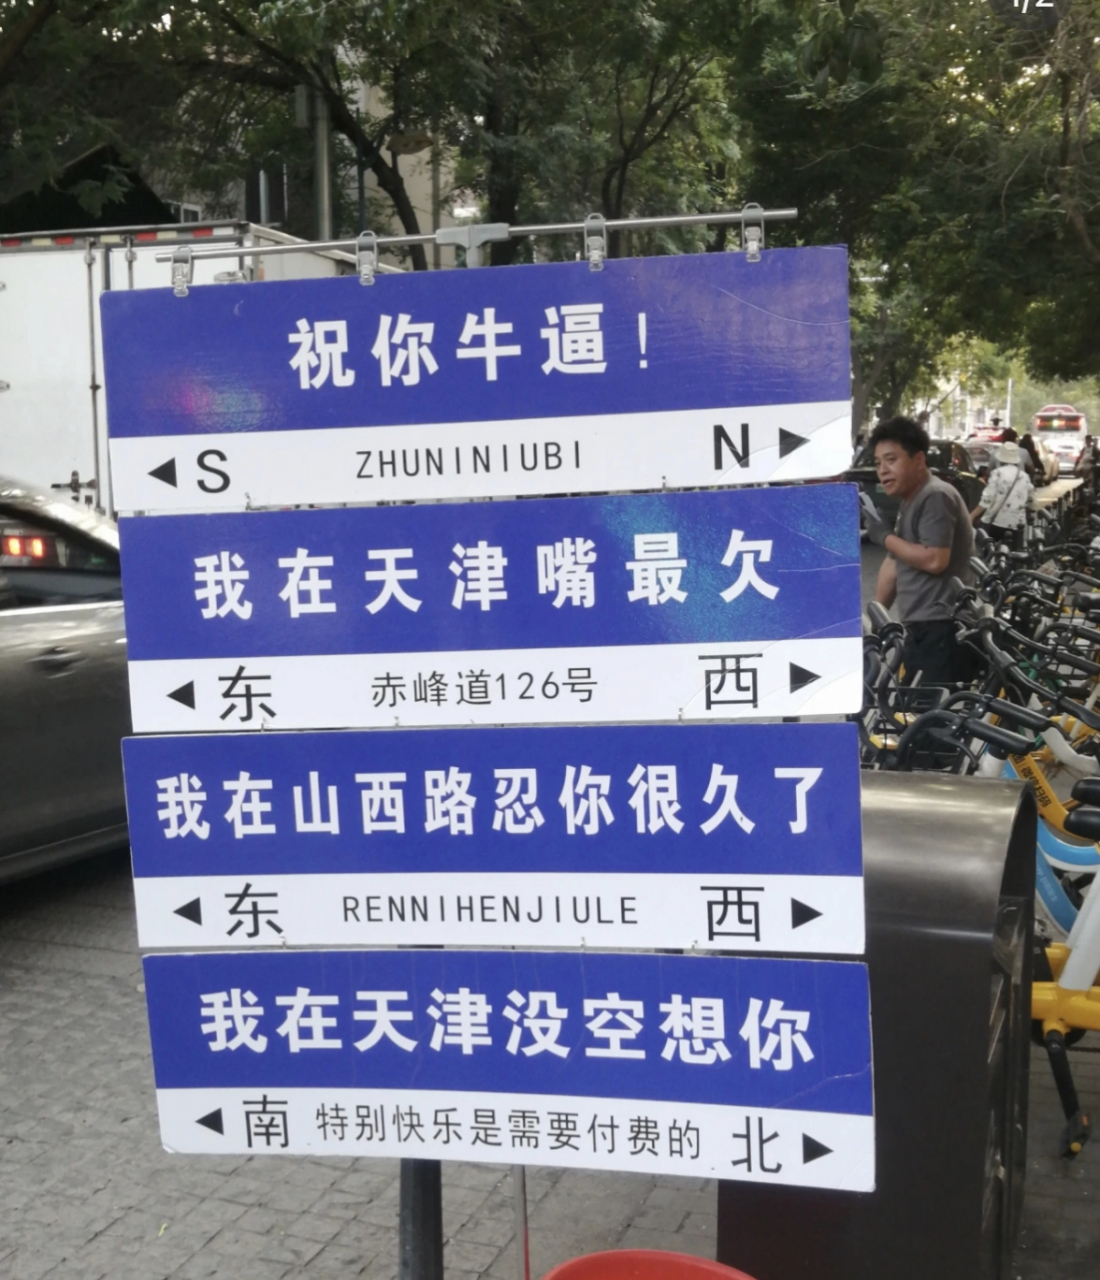 祝你牛逼！
◀S ZHUNINIUBI N▶
我在天津嘴最欠
◀东 赤峰道126号 西▶
我在山西路忍你很久了
◀东 RENNIHENJIULE 西▶
我在天津没空想你
◀南 特别快乐是需要付费的 北▶